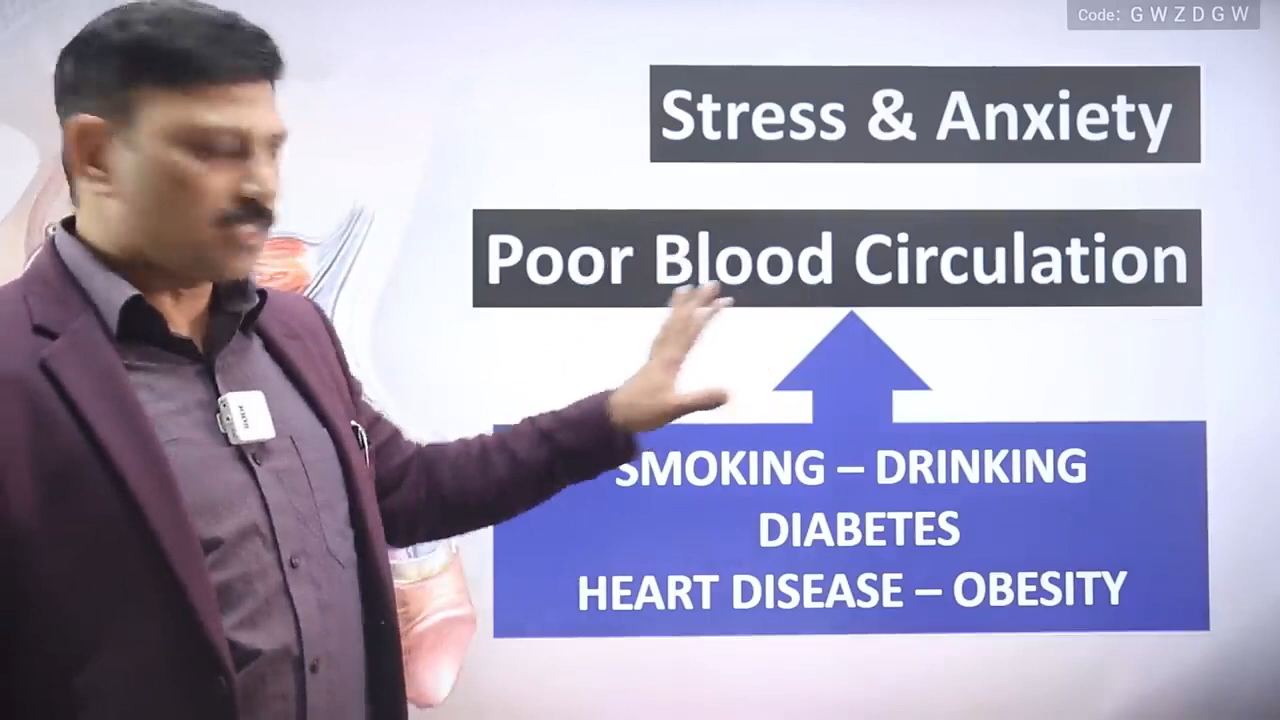 Code: G W Z D G W
Stress & Anxiety
Poor Blood Circulation
SMOKING – DRINKING
DIABETES
HEART DISEASE – OBESITY